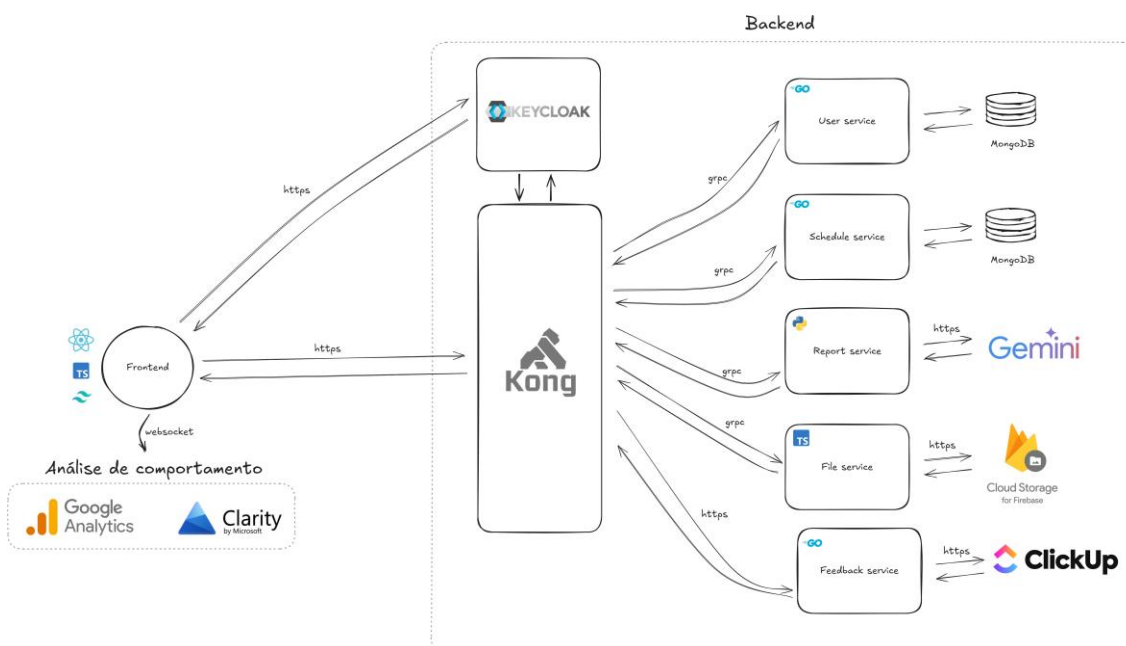 Backend
KEYCLOAK
GO
User service
MongoDB
https
grpc
GO
Schedule service
MongoDB
grpc
TS
Frontend
https
Kong
Report service
https
Gemini
grpc
websocket
grpc
TS
File service
https
Cloud Storage
for Firebase
Análise de comportamento
Google
Analytics
Clarity
by Microsoft
https
GO
Feedback service
https
ClickUp